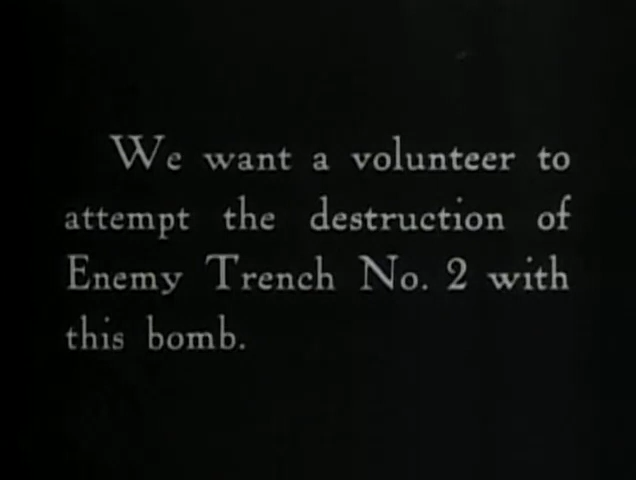 We want a volunteer to
attempt the destruction of
Enemy Trench No. 2 with
this bomb.